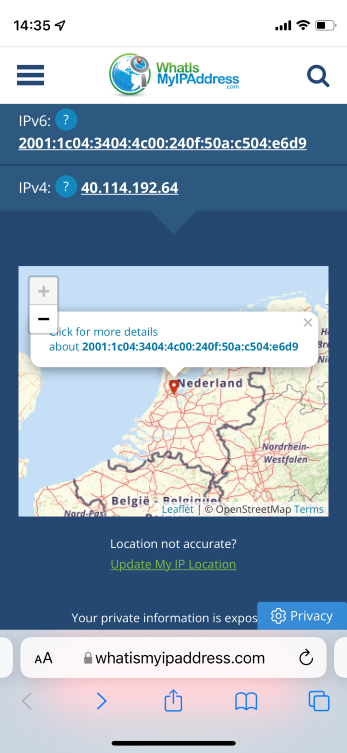 14:35
WhatIs
MyIPAddress
.com
IPv6: ?
2001:1c04:3404:4c00:240f:50a:c504:e6d9
IPv4: ? 40.114.192.64
+
−
×
Click for more details
about 2001:1c04:3404:4c00:240f:50a:c504:e6d9
Nederland
Nordrhein-
Westfalen
België - Belgique
Nord-Pas
Leaflet | © OpenStreetMap Terms
Location not accurate?
Update My IP Location
Your private information is expos
Privacy
AA whatismyipaddress.com